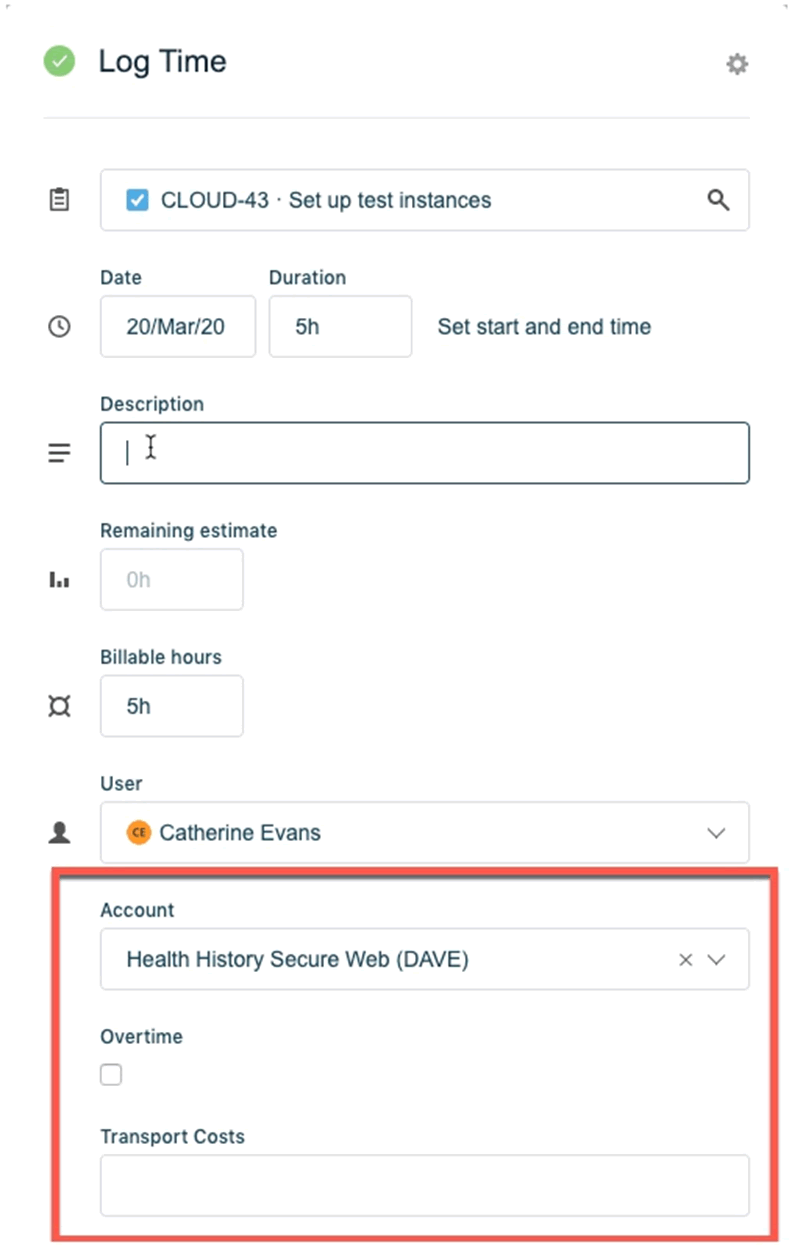 Log Time
CLOUD-43 · Set up test instances
Date Duration
20/Mar/20 5h Set start and end time
Description
Remaining estimate
0h
Billable hours
5h
User
CE Catherine Evans
Account
Health History Secure Web (DAVE)
Overtime
Transport Costs